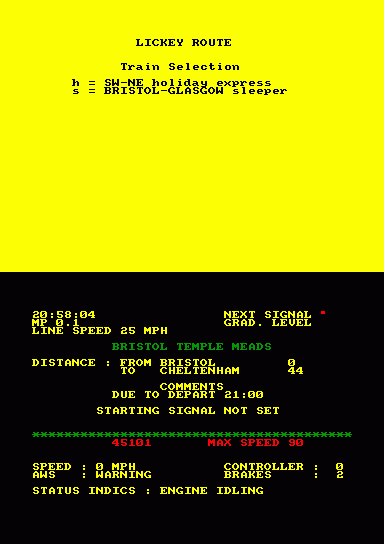 LICKEY ROUTE
Train Selection
h = SW-NE holiday express
s = BRISTOL-GLASGOW sleeper
20:58:04 NEXT SIGNAL
MP 0.1 GRAD. LEVEL
LINE SPEED 25 MPH
BRISTOL TEMPLE MEADS
DISTANCE : FROM BRISTOL 0
TO CHELTENHAM 44
COMMENTS
DUE TO DEPART 21:00
STARTING SIGNAL NOT SET
****************************************
45101 MAX SPEED 90
SPEED : 0 MPH CONTROLLER : 0
AWS : WARNING BRAKES : 2
STATUS INDICS : ENGINE IDLING